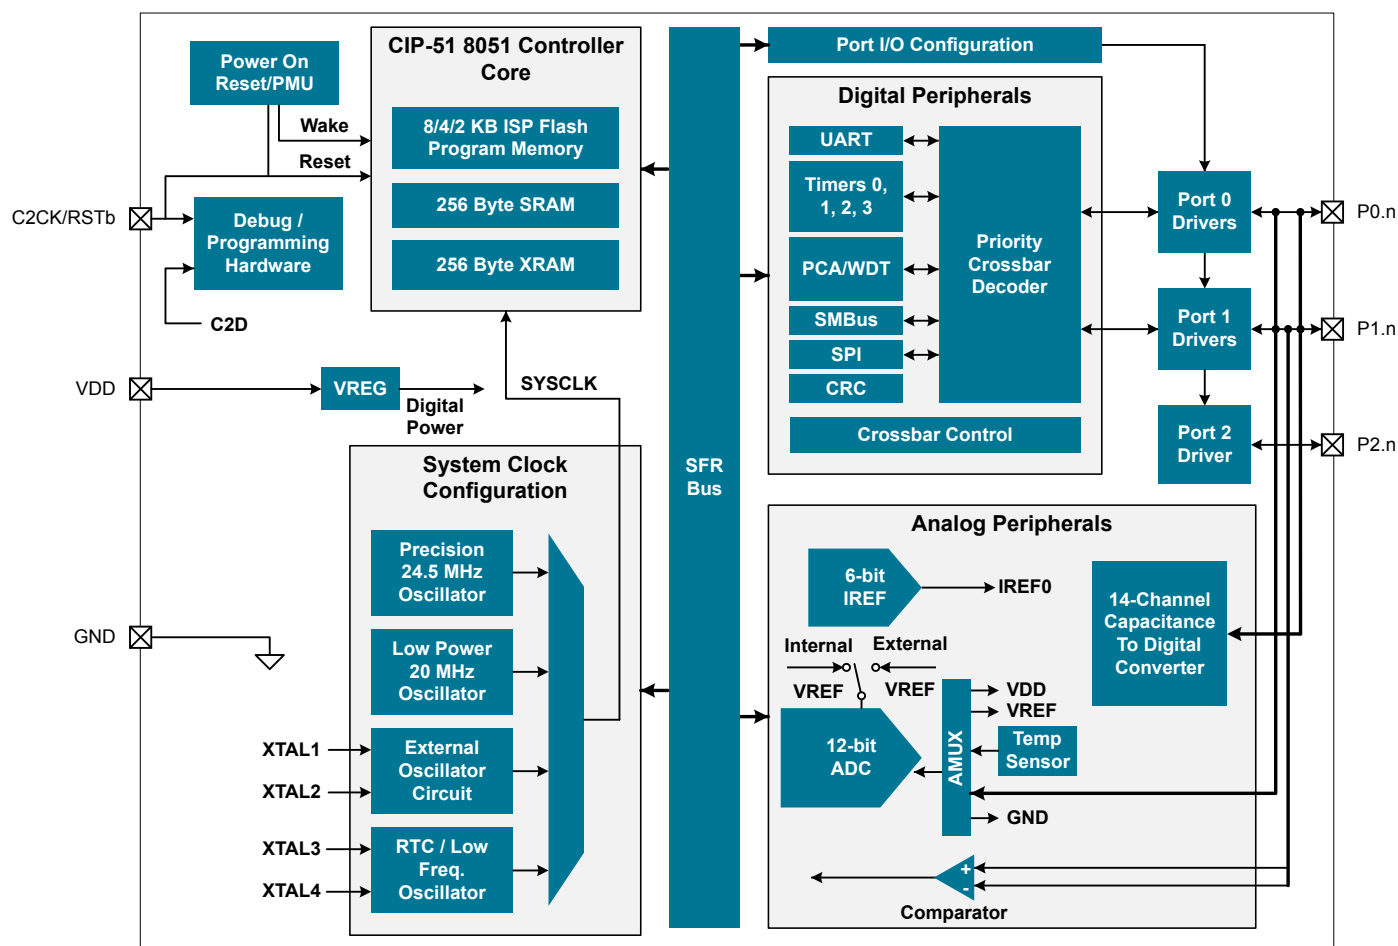 CIP-51 8051 Controller
Core
Power On
Reset/PMU
Wake
Reset
8/4/2 KB ISP Flash
Program Memory
256 Byte SRAM
256 Byte XRAM
C2CK/RSTb
Debug /
Programming
Hardware
C2D
VDD
VREG
Digital
Power
SYSCLK
GND
System Clock
Configuration
Precision
24.5 MHz
Oscillator
Low Power
20 MHz
Oscillator
External
Oscillator
Circuit
RTC / Low
Freq.
Oscillator
XTAL1
XTAL2
XTAL3
XTAL4
SFR
Bus
Port I/O Configuration
Digital Peripherals
UART
Timers 0,
1, 2, 3
PCA/WDT
SMBus
SPI
CRC
Priority
Crossbar
Decoder
Crossbar Control
Port 0
Drivers
Port 1
Drivers
Port 2
Driver
P0.n
P1.n
P2.n
Analog Peripherals
6-bit
IREF
IREF0
14-Channel
Capacitance
To Digital
Converter
Internal
External
VREF
VREF
12-bit
ADC
AMUX
VDD
VREF
Temp
Sensor
GND
+
-
Comparator